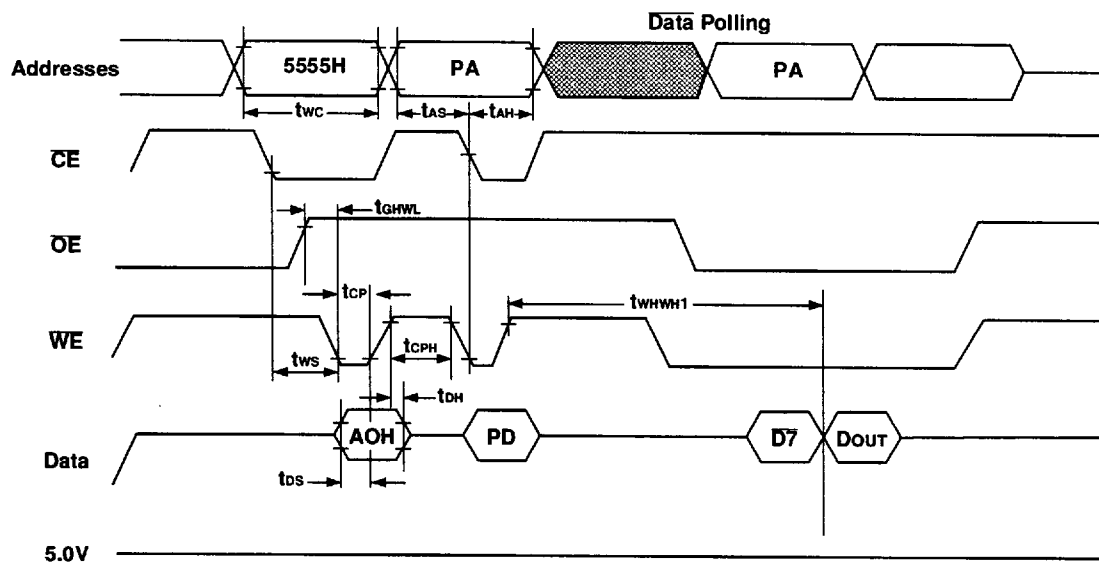 Data Polling
Addresses 5555H PA PA
tWC tAS tAH
CE
tGHWL
OE
tCP tWHWH1
WE
tWS tCPH
tDH
Data AOH PD D7 DOUT
tDS
5.0V